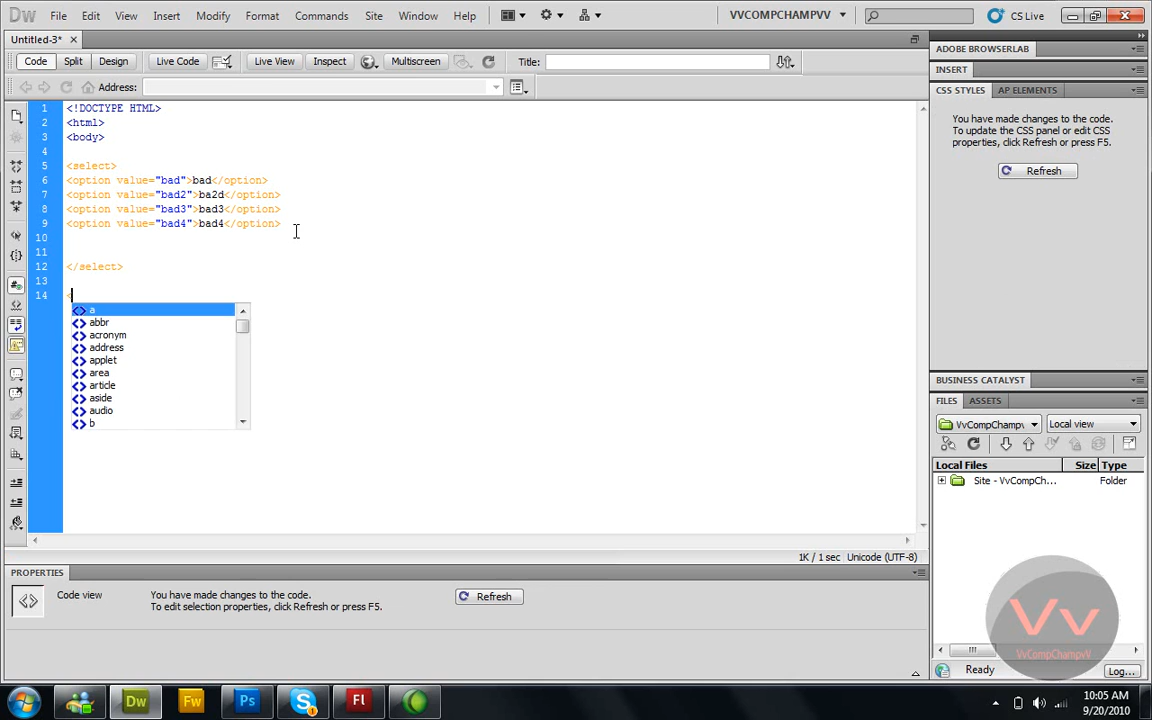 Dw File Edit View Insert Modify Format Commands Site Window Help VVCOMPCHAMPVV CS Live
Untitled-3*
Code Split Design Live Code Live View Inspect Multiscreen Title:
Address:
1 <!DOCTYPE HTML>
2 <html>
3 <body>
4
5 <select>
6 <option value="bad">bad</option>
7 <option value="bad2">ba2d</option>
8 <option value="bad3">bad3</option>
9 <option value="bad4">bad4</option>
10
11
12 </select>
13
14 <
a
abbr
acronym
address
applet
area
article
aside
audio
b
1K / 1 sec Unicode (UTF-8)
PROPERTIES
Code view
You have made changes to the code.
To edit selection properties, click Refresh or press F5.
Refresh
ADOBE BROWSERLAB
INSERT
CSS STYLES AP ELEMENTS
You have made changes to the code.
To update the CSS panel or edit CSS
properties, click Refresh or press F5.
Refresh
BUSINESS CATALYST
FILES ASSETS
VvCompChampv Local view
Local Files Size Type
Site - VvCompCh... Folder
Vv
VvCompChampvV
Ready Log...
Dw Fw Ps S Fl
10:05 AM
9/20/2010